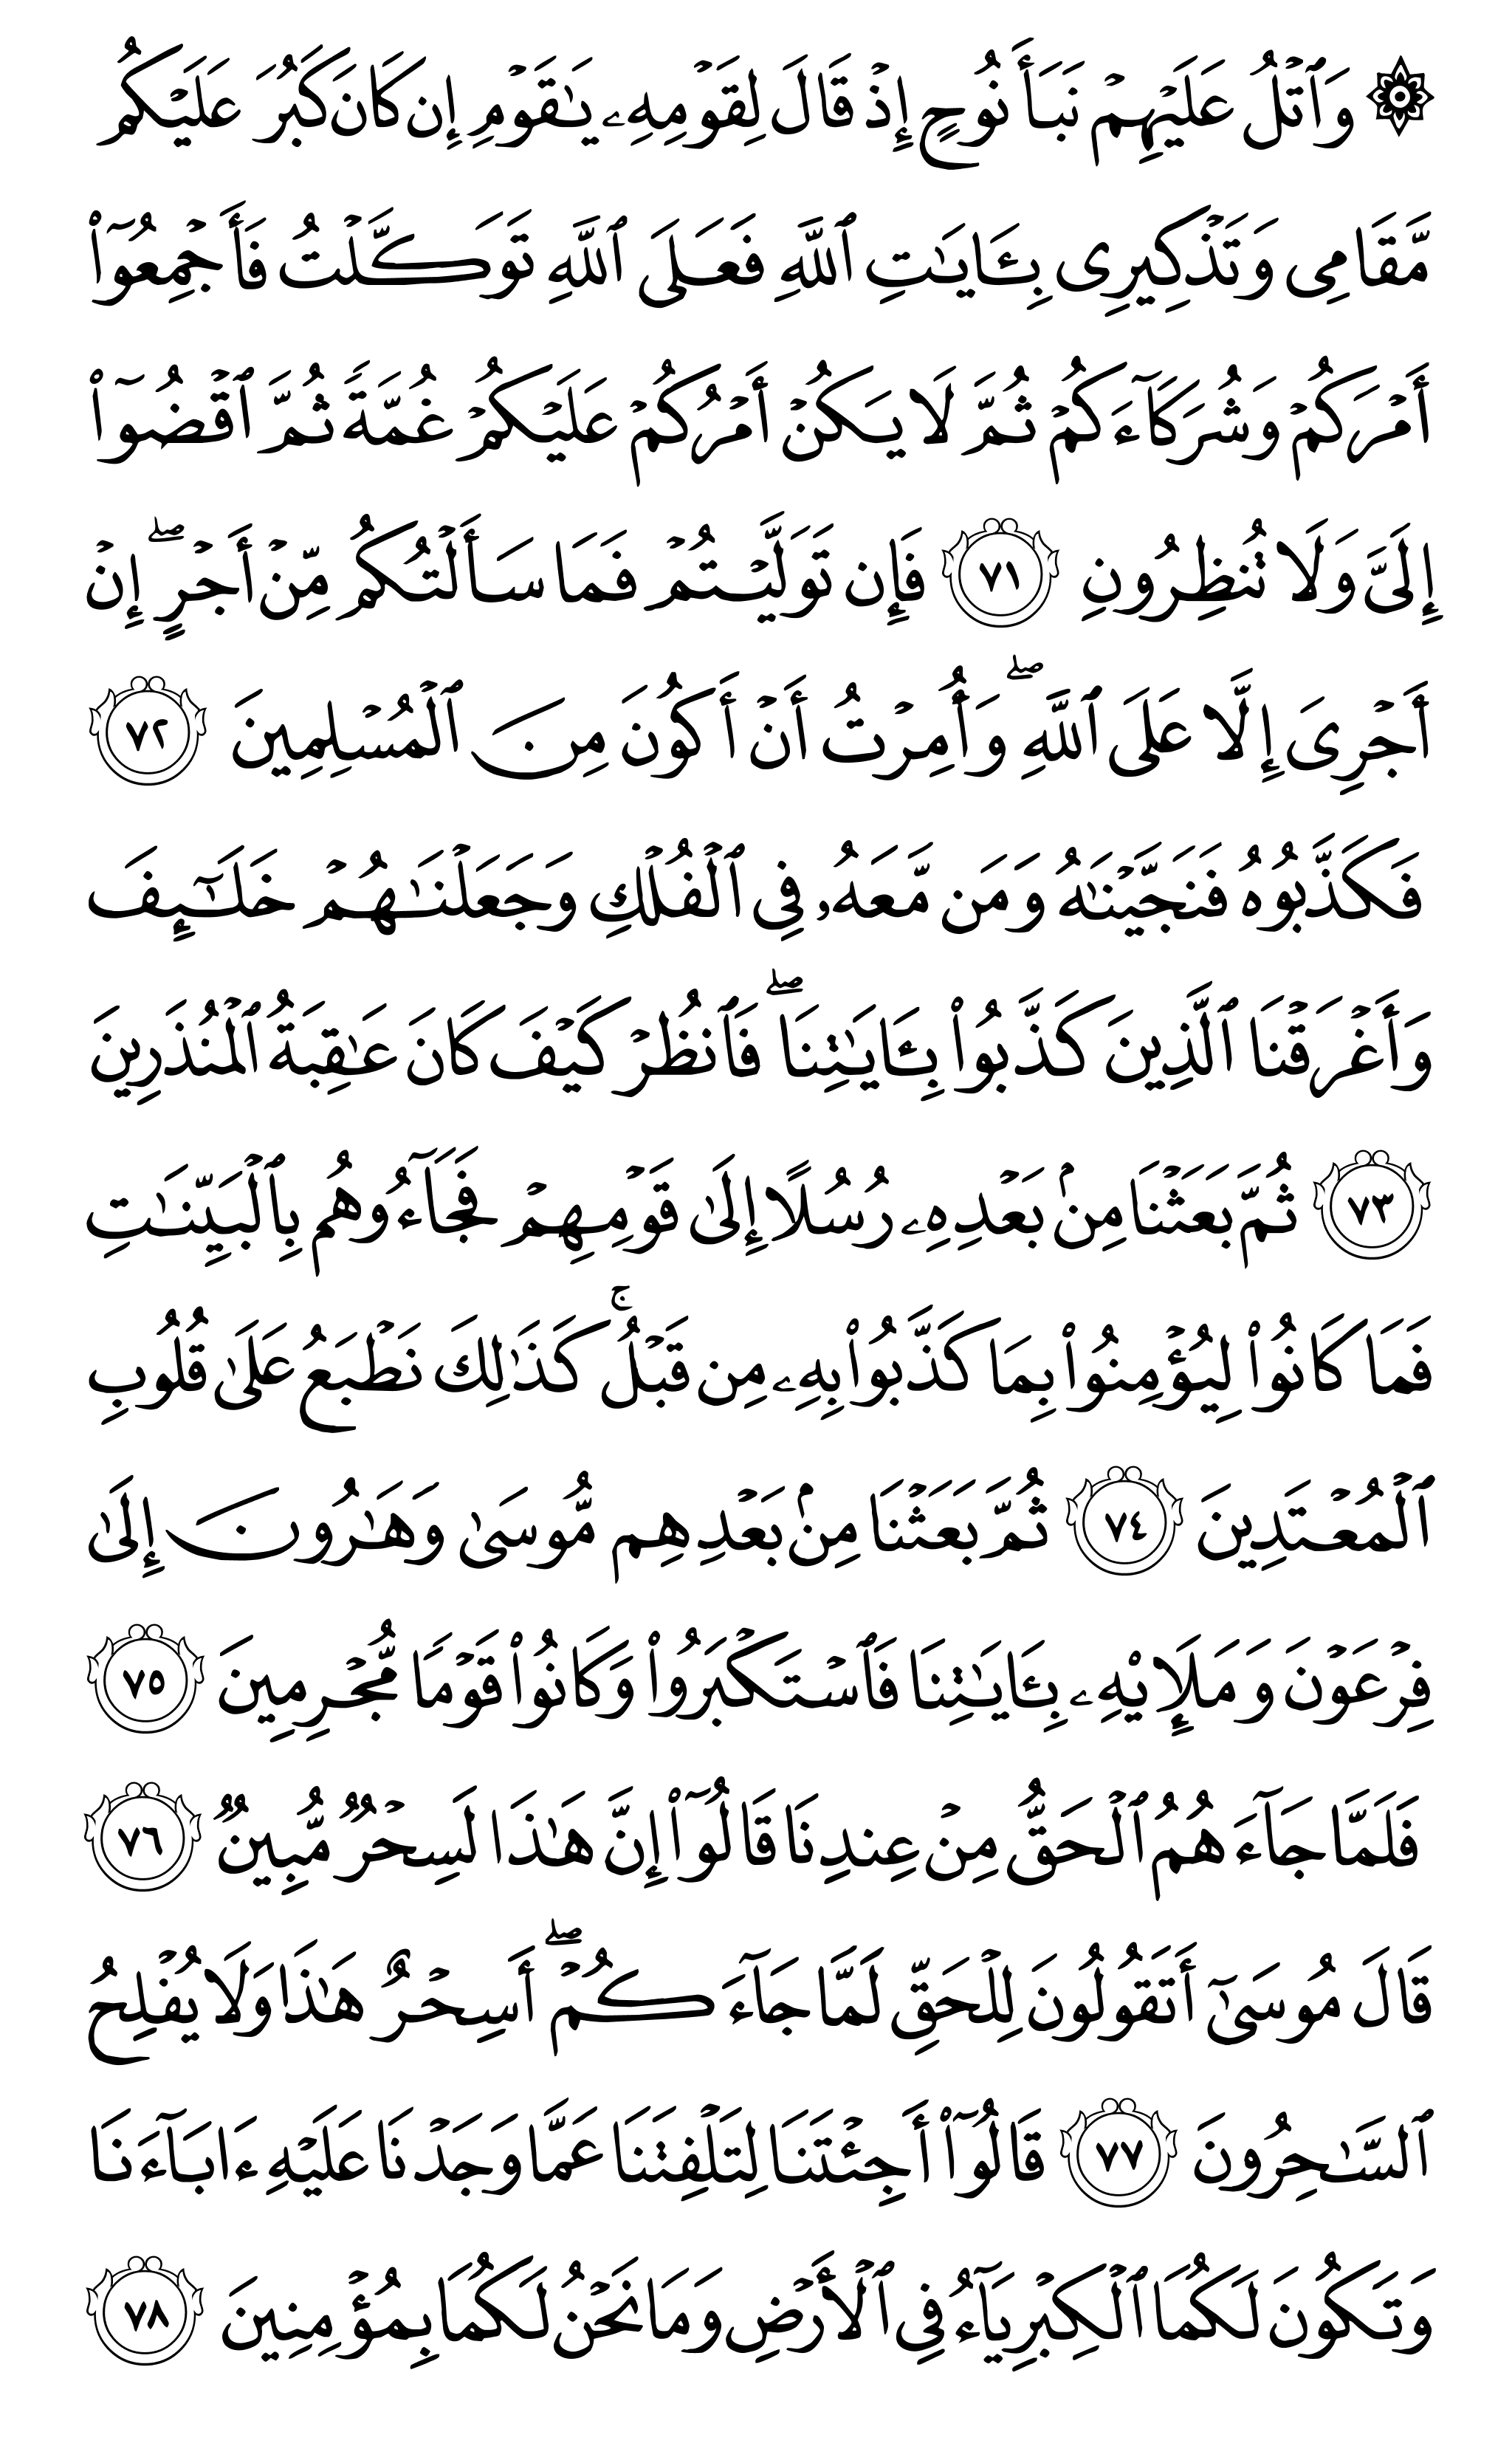 ۞ وَٱتۡلُ عَلَيۡهِمۡ نَبَأَ نُوحٍ إِذۡ قَالَ لِقَوۡمِهِۦ يَٰقَوۡمِ إِن كَانَ كَبُرَ عَلَيۡكُم
مَّقَامِي وَتَذۡكِيرِي بِـَٔايَٰتِ ٱللَّهِ فَعَلَى ٱللَّهِ تَوَكَّلۡتُ فَأَجۡمِعُوٓاْ
أَمۡرَكُمۡ وَشُرَكَآءَكُمۡ ثُمَّ لَا يَكُنۡ أَمۡرُكُمۡ عَلَيۡكُمۡ غُمَّةٗ ثُمَّ ٱقۡضُوٓاْ
إِلَيَّ وَلَا تُنظِرُونِ ٧١ فَإِن تَوَلَّيۡتُمۡ فَمَا سَأَلۡتُكُم مِّنۡ أَجۡرٍۖ إِنۡ
أَجۡرِيَ إِلَّا عَلَى ٱللَّهِۖ وَأُمِرۡتُ أَنۡ أَكُونَ مِنَ ٱلۡمُسۡلِمِينَ ٧٢
فَكَذَّبُوهُ فَنَجَّيۡنَٰهُ وَمَن مَّعَهُۥ فِي ٱلۡفُلۡكِ وَجَعَلۡنَٰهُمۡ خَلَٰٓئِفَ
وَأَغۡرَقۡنَا ٱلَّذِينَ كَذَّبُواْ بِـَٔايَٰتِنَاۖ فَٱنظُرۡ كَيۡفَ كَانَ عَٰقِبَةُ ٱلۡمُنذَرِينَ
٧٣ ثُمَّ بَعَثۡنَا مِنۢ بَعۡدِهِۦ رُسُلًا إِلَىٰ قَوۡمِهِمۡ فَجَآءُوهُم بِٱلۡبَيِّنَٰتِ
فَمَا كَانُواْ لِيُؤۡمِنُواْ بِمَا كَذَّبُواْ بِهِۦ مِن قَبۡلُۚ كَذَٰلِكَ نَطۡبَعُ عَلَىٰ قُلُوبِ
ٱلۡمُعۡتَدِينَ ٧٤ ثُمَّ بَعَثۡنَا مِنۢ بَعۡدِهِم مُّوسَىٰ وَهَٰرُونَ إِلَىٰ
فِرۡعَوۡنَ وَمَلَإِيْهِۦ بِـَٔايَٰتِنَا فَٱسۡتَكۡبَرُواْ وَكَانُواْ قَوۡمٗا مُّجۡرِمِينَ ٧٥
فَلَمَّا جَآءَهُمُ ٱلۡحَقُّ مِنۡ عِندِنَا قَالُوٓاْ إِنَّ هَٰذَا لَسِحۡرٞ مُّبِينٞ ٧٦
قَالَ مُوسَىٰٓ أَتَقُولُونَ لِلۡحَقِّ لَمَّا جَآءَكُمۡۖ أَسِحۡرٌ هَٰذَا وَلَا يُفۡلِحُ
ٱلسَّٰحِرُونَ ٧٧ قَالُوٓاْ أَجِئۡتَنَا لِتَلۡفِتَنَا عَمَّا وَجَدۡنَا عَلَيۡهِ ءَابَآءَنَا
وَتَكُونَ لَكُمَا ٱلۡكِبۡرِيَآءُ فِي ٱلۡأَرۡضِ وَمَا نَحۡنُ لَكُمَا بِمُؤۡمِنِينَ ٧٨